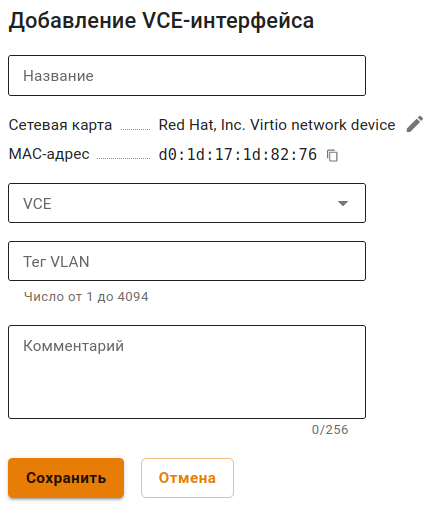 Добавление VCE-интерфейса
Название
Сетевая карта Red Hat, Inc. Virtio network device
MAC-адрес d0:1d:17:1d:82:76
VCE
Тег VLAN
Число от 1 до 4094
Комментарий
0/256
Сохранить Отмена